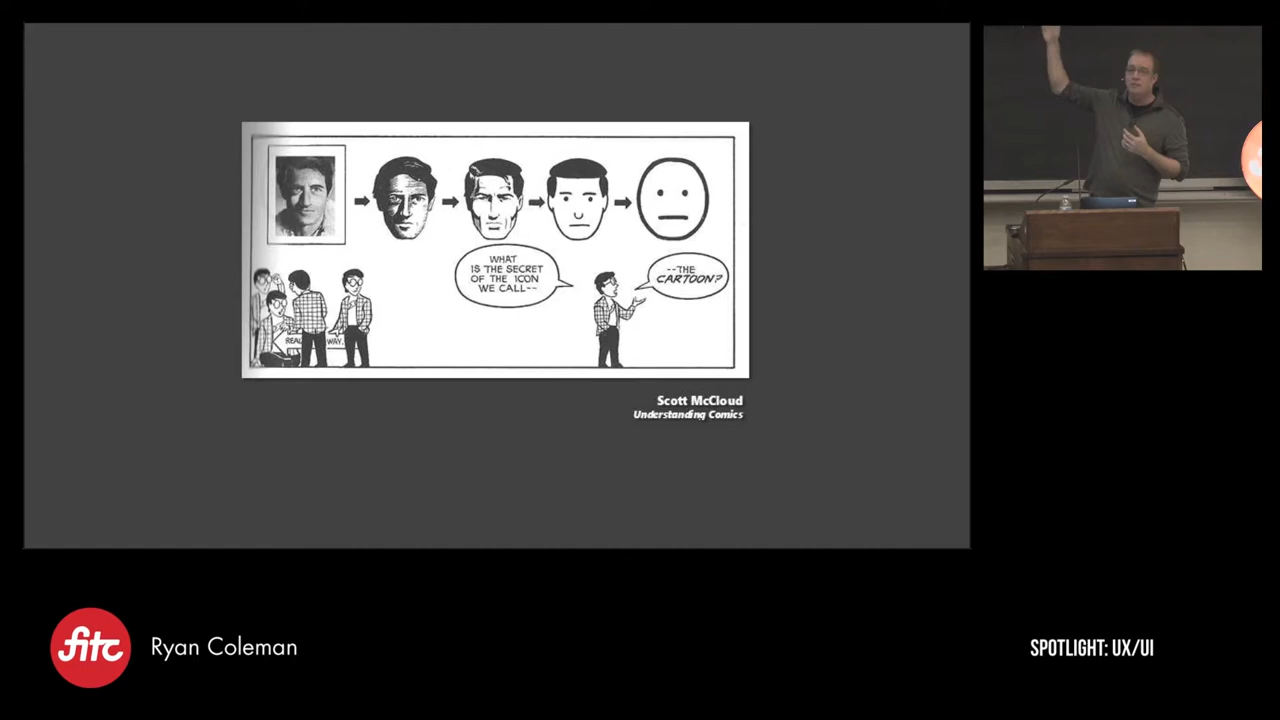 WHAT
IS THE SECRET
OF THE ICON
WE CALL--
--THE
CARTOON?
WAY.
Scott McCloud
Understanding Comics
fitc
Ryan Coleman
SPOTLIGHT: UX/UI